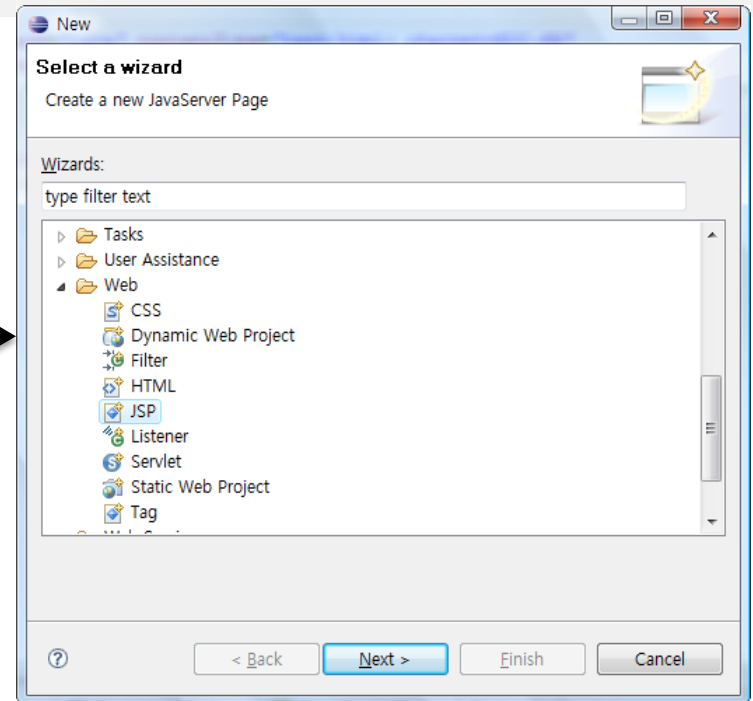 New
Select a wizard
Create a new JavaServer Page
Wizards:
type filter text
Tasks
User Assistance
Web
CSS
Dynamic Web Project
Filter
HTML
JSP
Listener
Servlet
Static Web Project
Tag
< Back Next > Finish Cancel